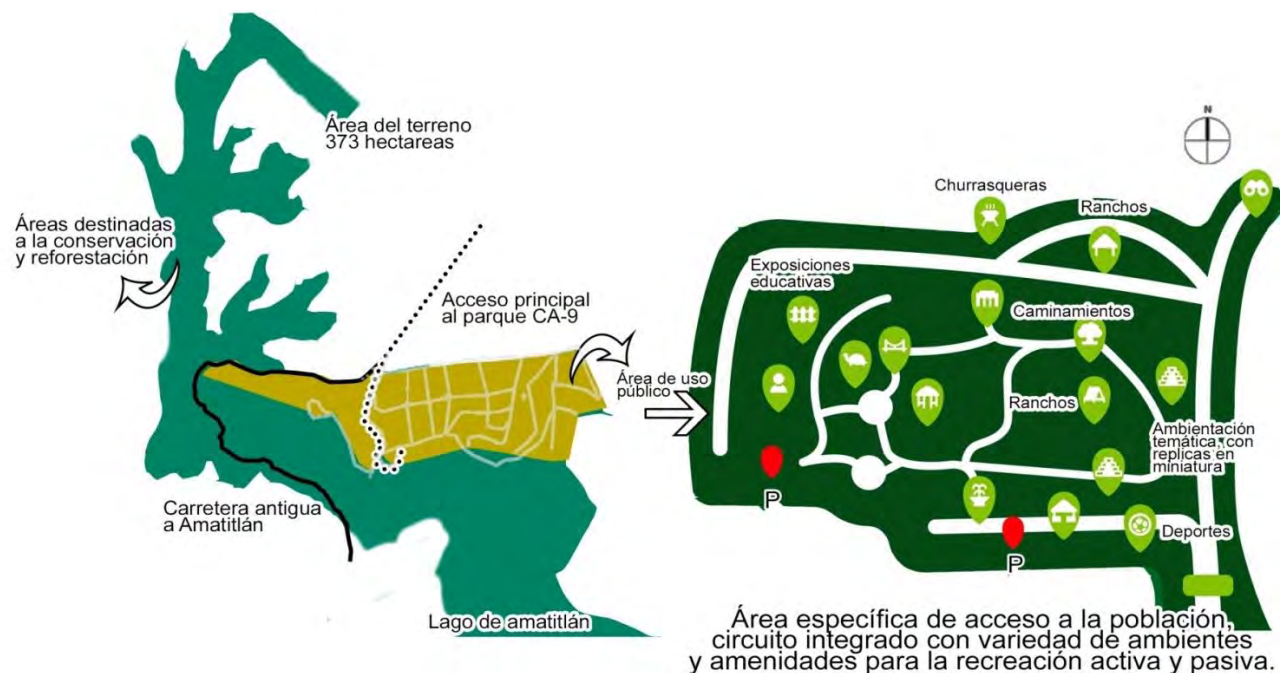 Área del terreno
373 hectareas
Áreas destinadas
a la conservación
y reforestación
Acceso principal
al parque CA-9
Área de uso
público
Carretera antigua
a Amatitlán
Lago de amatitlán
N
Churrasqueras
Ranchos
Exposiciones
educativas
Caminamientos
Ranchos
Ambientación
temática, con
replicas en
miniatura
P
Deportes
P
Área específica de acceso a la población,
circuito integrado con variedad de ambientes
y amenidades para la recreación activa y pasiva.